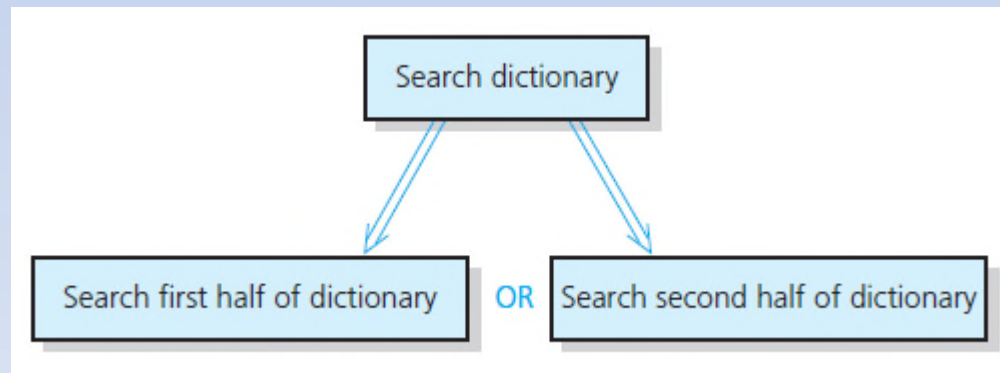 Search dictionary
Search first half of dictionary OR Search second half of dictionary